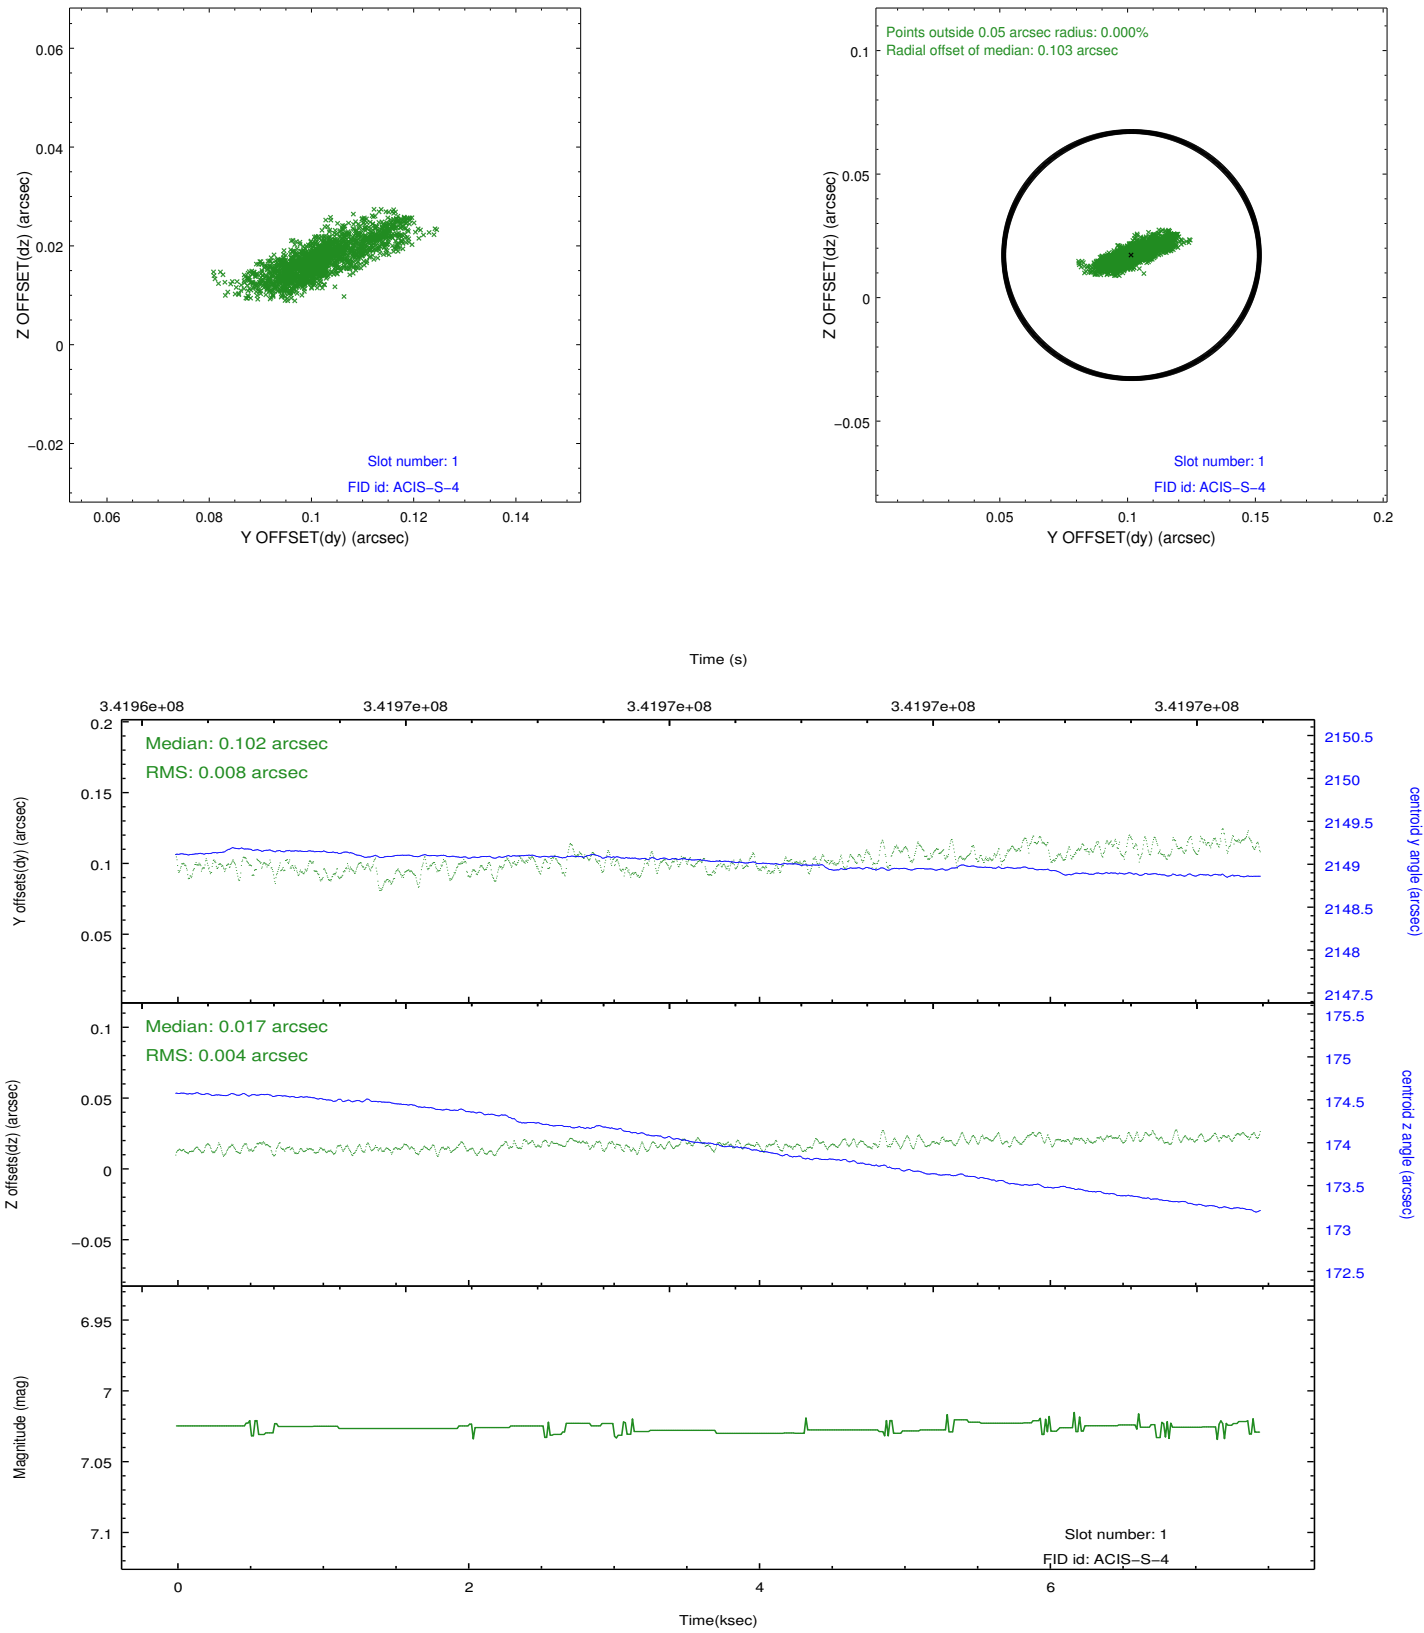 0.06
0.04
0.02
0
−0.02
Z OFFSET(dz) (arcsec)
Slot number: 1
FID id: ACIS−S−4
0.06 0.08 0.1 0.12 0.14
Y OFFSET(dy) (arcsec)
Points outside 0.05 arcsec radius: 0.000%
Radial offset of median: 0.103 arcsec
0.1
0.05
0
−0.05
Z OFFSET(dz) (arcsec)
Slot number: 1
FID id: ACIS−S−4
0.05 0.1 0.15 0.2
Y OFFSET(dy) (arcsec)
Time (s)
3.4196e+08 3.4197e+08 3.4197e+08 3.4197e+08 3.4197e+08
Median: 0.102 arcsec
RMS: 0.008 arcsec
0.2
0.15
0.1
0.05
Y offsets(dy) (arcsec)
2150.5
2150
2149.5
2149
2148.5
2148
2147.5
centroid y angle (arcsec)
Median: 0.017 arcsec
RMS: 0.004 arcsec
0.1
0.05
0
−0.05
Z offsets(dz) (arcsec)
175.5
175
174.5
174
173.5
173
172.5
centroid z angle (arcsec)
6.95
7
7.05
7.1
Magnitude (mag)
Slot number: 1
FID id: ACIS−S−4
0 2 4 6
Time(ksec)